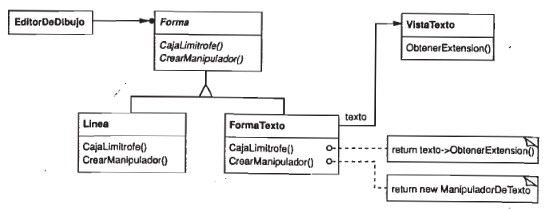 EditorDeDibujo
Forma
CajaLimitrofe()
CrearManipulador()
VistaTexto
ObtenerExtension()
Linea
CajaLimitrofe()
CrearManipulador()
FormaTexto
CajaLimitrofe()
CrearManipulador()
texto
return texto->ObtenerExtension()
return new ManipuladorDeTexto